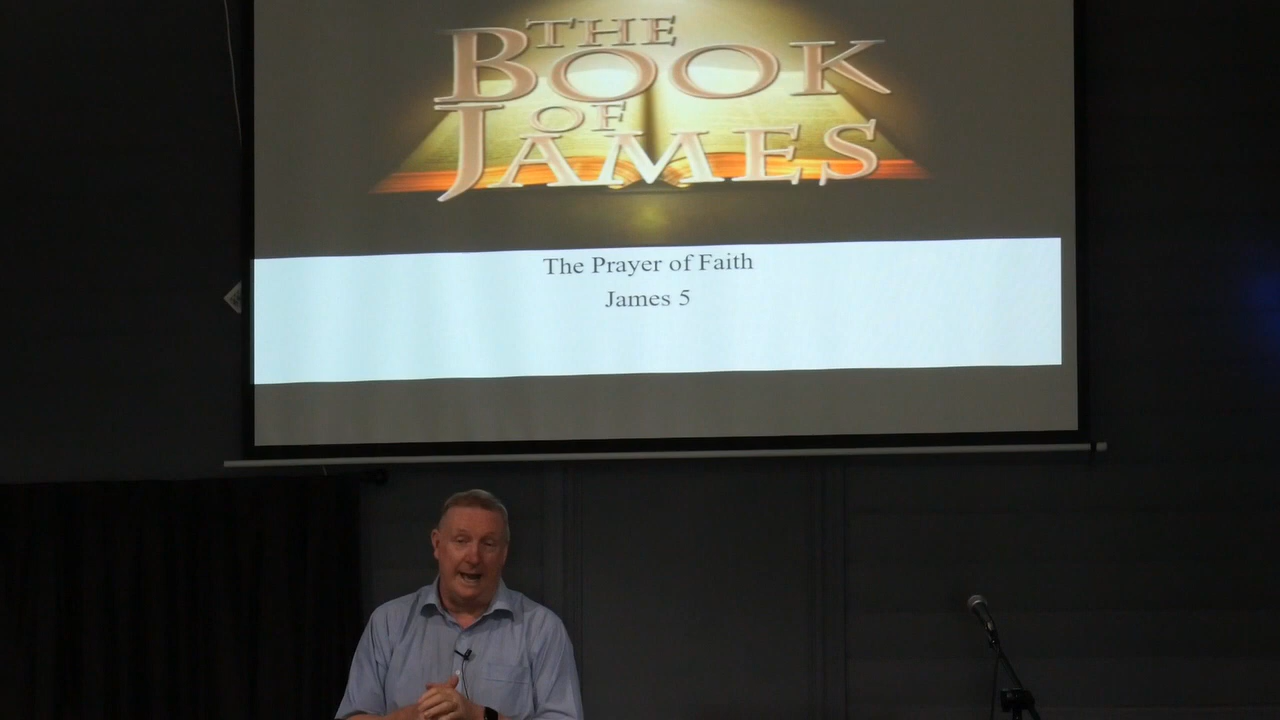 THE
BOOK
OF
JAMES
The Prayer of Faith
James 5